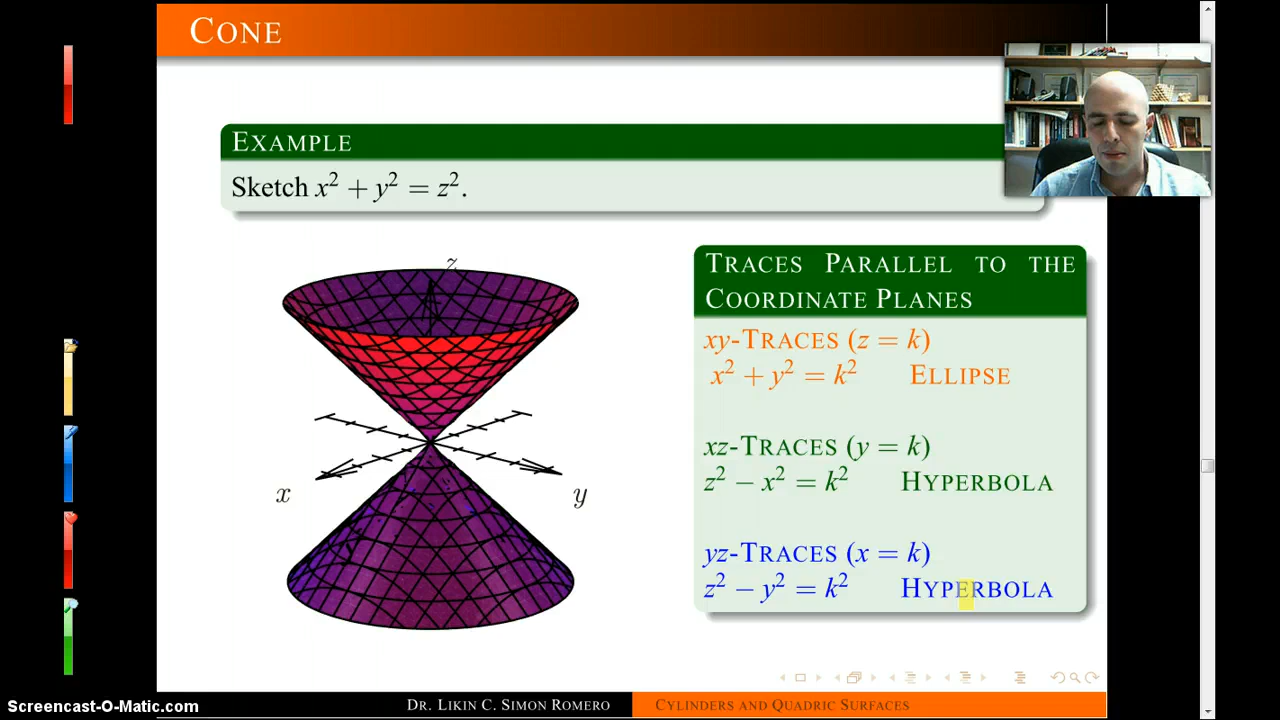 CONE
EXAMPLE
Sketch x² + y² = z².
z
x
y
TRACES PARALLEL TO THE
COORDINATE PLANES
xy-TRACES (z = k)
x² + y² = k² ELLIPSE
xz-TRACES (y = k)
z² − x² = k² HYPERBOLA
yz-TRACES (x = k)
z² − y² = k² HYPERBOLA
Screencast-O-Matic.com
DR. LIKIN C. SIMON ROMERO
CYLINDERS AND QUADRIC SURFACES